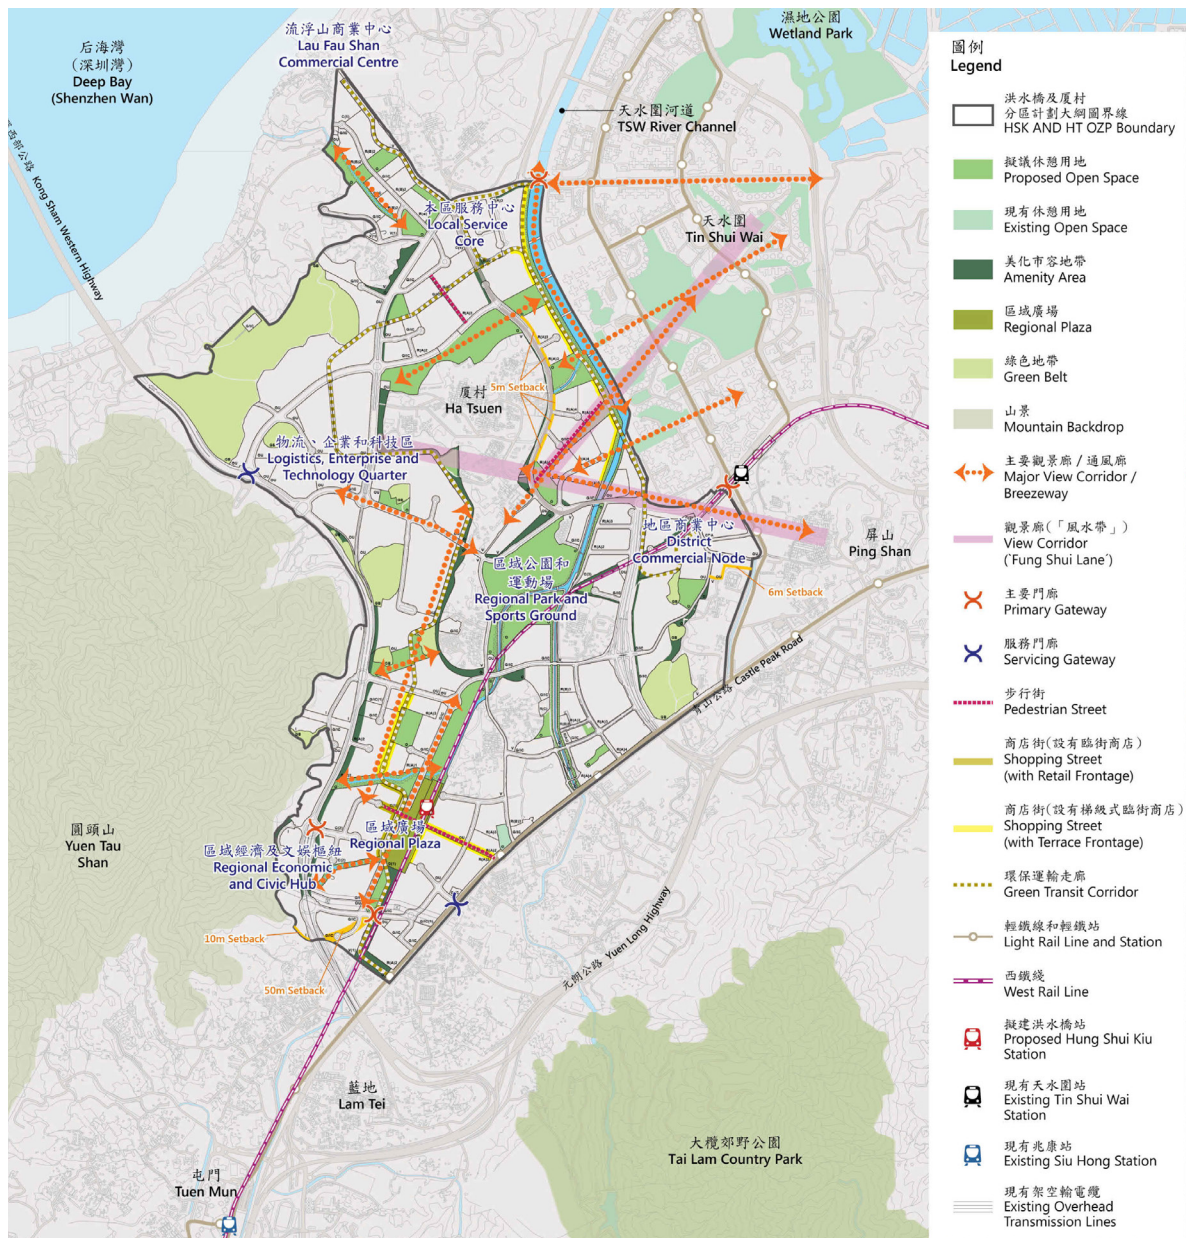 流浮山商業中心
Lau Fau Shan
Commercial Centre
濕地公園
Wetland Park
后海灣
(深圳灣)
Deep Bay
(Shenzhen Wan)
天水圍河道
TSW River Channel
Kong Sham Western Highway
本區服務中心
Local Service
Core
天水圍
Tin Shui Wai
5m Setback
厦村
Ha Tsuen
物流、企業和科技區
Logistics, Enterprise and
Technology Quarter
地區商業中心
District
Commercial Node
屏山
Ping Shan
區域公園和
運動場
Regional Park and
Sports Ground
6m Setback
青山公路 Castle Peak Road
圓頭山
Yuen Tau
Shan
區域廣場
Regional Plaza
區域經濟及文娛樞紐
Regional Economic
and Civic Hub
10m Setback
50m Setback
元朗公路 Yuen Long Highway
藍地
Lam Tei
大欖郊野公園
Tai Lam Country Park
屯門
Tuen Mun
圖例
Legend
洪水橋及厦村
分區計劃大綱圖界線
HSK AND HT OZP Boundary
擬議休憩用地
Proposed Open Space
現有休憩用地
Existing Open Space
美化市容地帶
Amenity Area
區域廣場
Regional Plaza
綠色地帶
Green Belt
山景
Mountain Backdrop
主要觀景廊 / 通風廊
Major View Corridor /
Breezeway
觀景廊(「風水帶」)
View Corridor
('Fung Shui Lane')
主要門廊
Primary Gateway
服務門廊
Servicing Gateway
步行街
Pedestrian Street
商店街(設有臨街商店)
Shopping Street
(with Retail Frontage)
商店街(設有梯級式臨街商店)
Shopping Street
(with Terrace Frontage)
環保運輸走廊
Green Transit Corridor
輕鐵線和輕鐵站
Light Rail Line and Station
西鐵綫
West Rail Line
擬建洪水橋站
Proposed Hung Shui Kiu
Station
現有天水圍站
Existing Tin Shui Wai
Station
現有兆康站
Existing Siu Hong Station
現有架空輸電纜
Existing Overhead
Transmission Lines